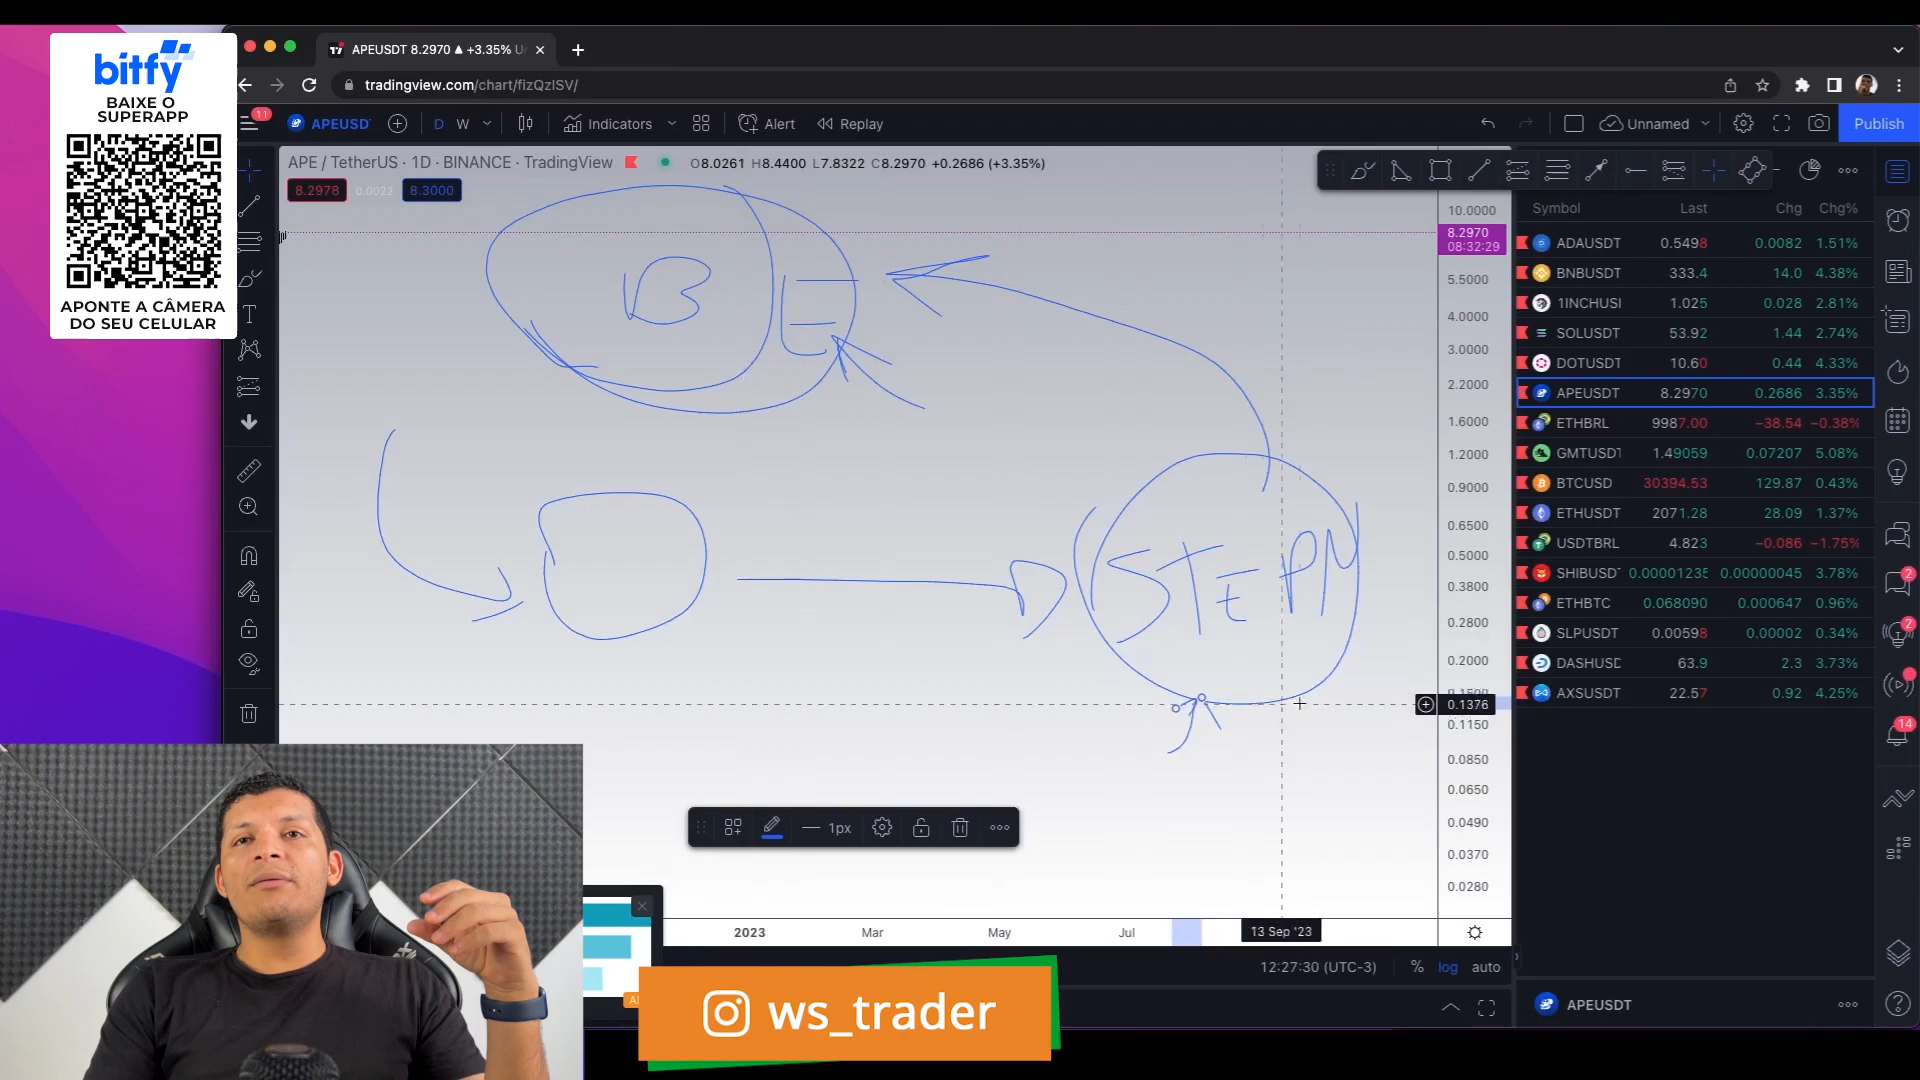 bitfy
BAIXE O
SUPERAPP
APONTE A CÂMERA
DO SEU CELULAR
APEUSDT 8.2970 ▲ +3.35% Un
tradingview.com/chart/fizQzISV/
11
APEUSD
D W
Indicators
Alert
Replay
Unnamed
Publish
APE / TetherUS · 1D · BINANCE · TradingView
O8.0261 H8.4400 L7.8322 C8.2970 +0.2686 (+3.35%)
8.2978 0.0022 8.3000
B
E
STEPN
10.0000
8.2970
08:32:29
5.5000
4.0000
3.0000
2.2000
1.6000
1.2000
0.9000
0.6500
0.5000
0.3800
0.2800
0.2000
0.1376
0.1150
0.0850
0.0650
0.0490
0.0370
0.0280
Symbol Last Chg Chg%
ADAUSDT 0.5498 0.0082 1.51%
BNBUSDT 333.4 14.0 4.38%
1INCHUSI 1.025 0.028 2.81%
SOLUSDT 53.92 1.44 2.74%
DOTUSDT 10.60 0.44 4.33%
APEUSDT 8.2970 0.2686 3.35%
ETHBRL 9987.00 −38.54 −0.38%
GMTUSDT 1.49059 0.07207 5.08%
BTCUSD 30394.53 129.87 0.43%
ETHUSDT 2071.28 28.09 1.37%
USDTBRL 4.823 −0.086 −1.75%
SHIBUSD 0.00001235 0.00000045 3.78%
ETHBTC 0.068090 0.000647 0.96%
SLPUSDT 0.00598 0.00002 0.34%
DASHUSD 63.9 2.3 3.73%
AXSUSDT 22.57 0.92 4.25%
2
2
14
1px
2023 Mar May Jul 13 Sep '23
12:27:30 (UTC-3) % log auto
APEUSDT
ws_trader